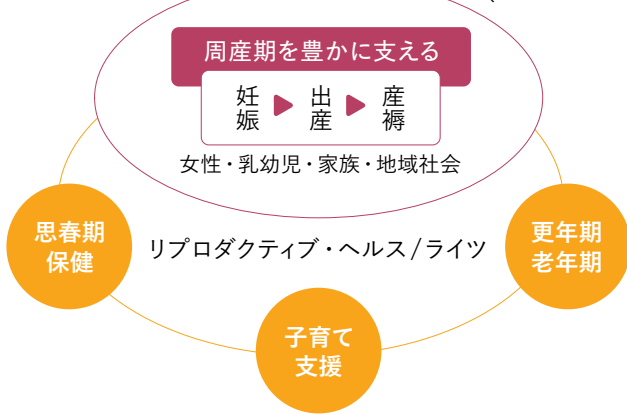 周産期を豊かに支える
妊娠 ▶ 出産 ▶ 産褥
女性・乳幼児・家族・地域社会
思春期
保健
リプロダクティブ・ヘルス/ライツ
更年期
老年期
子育て
支援